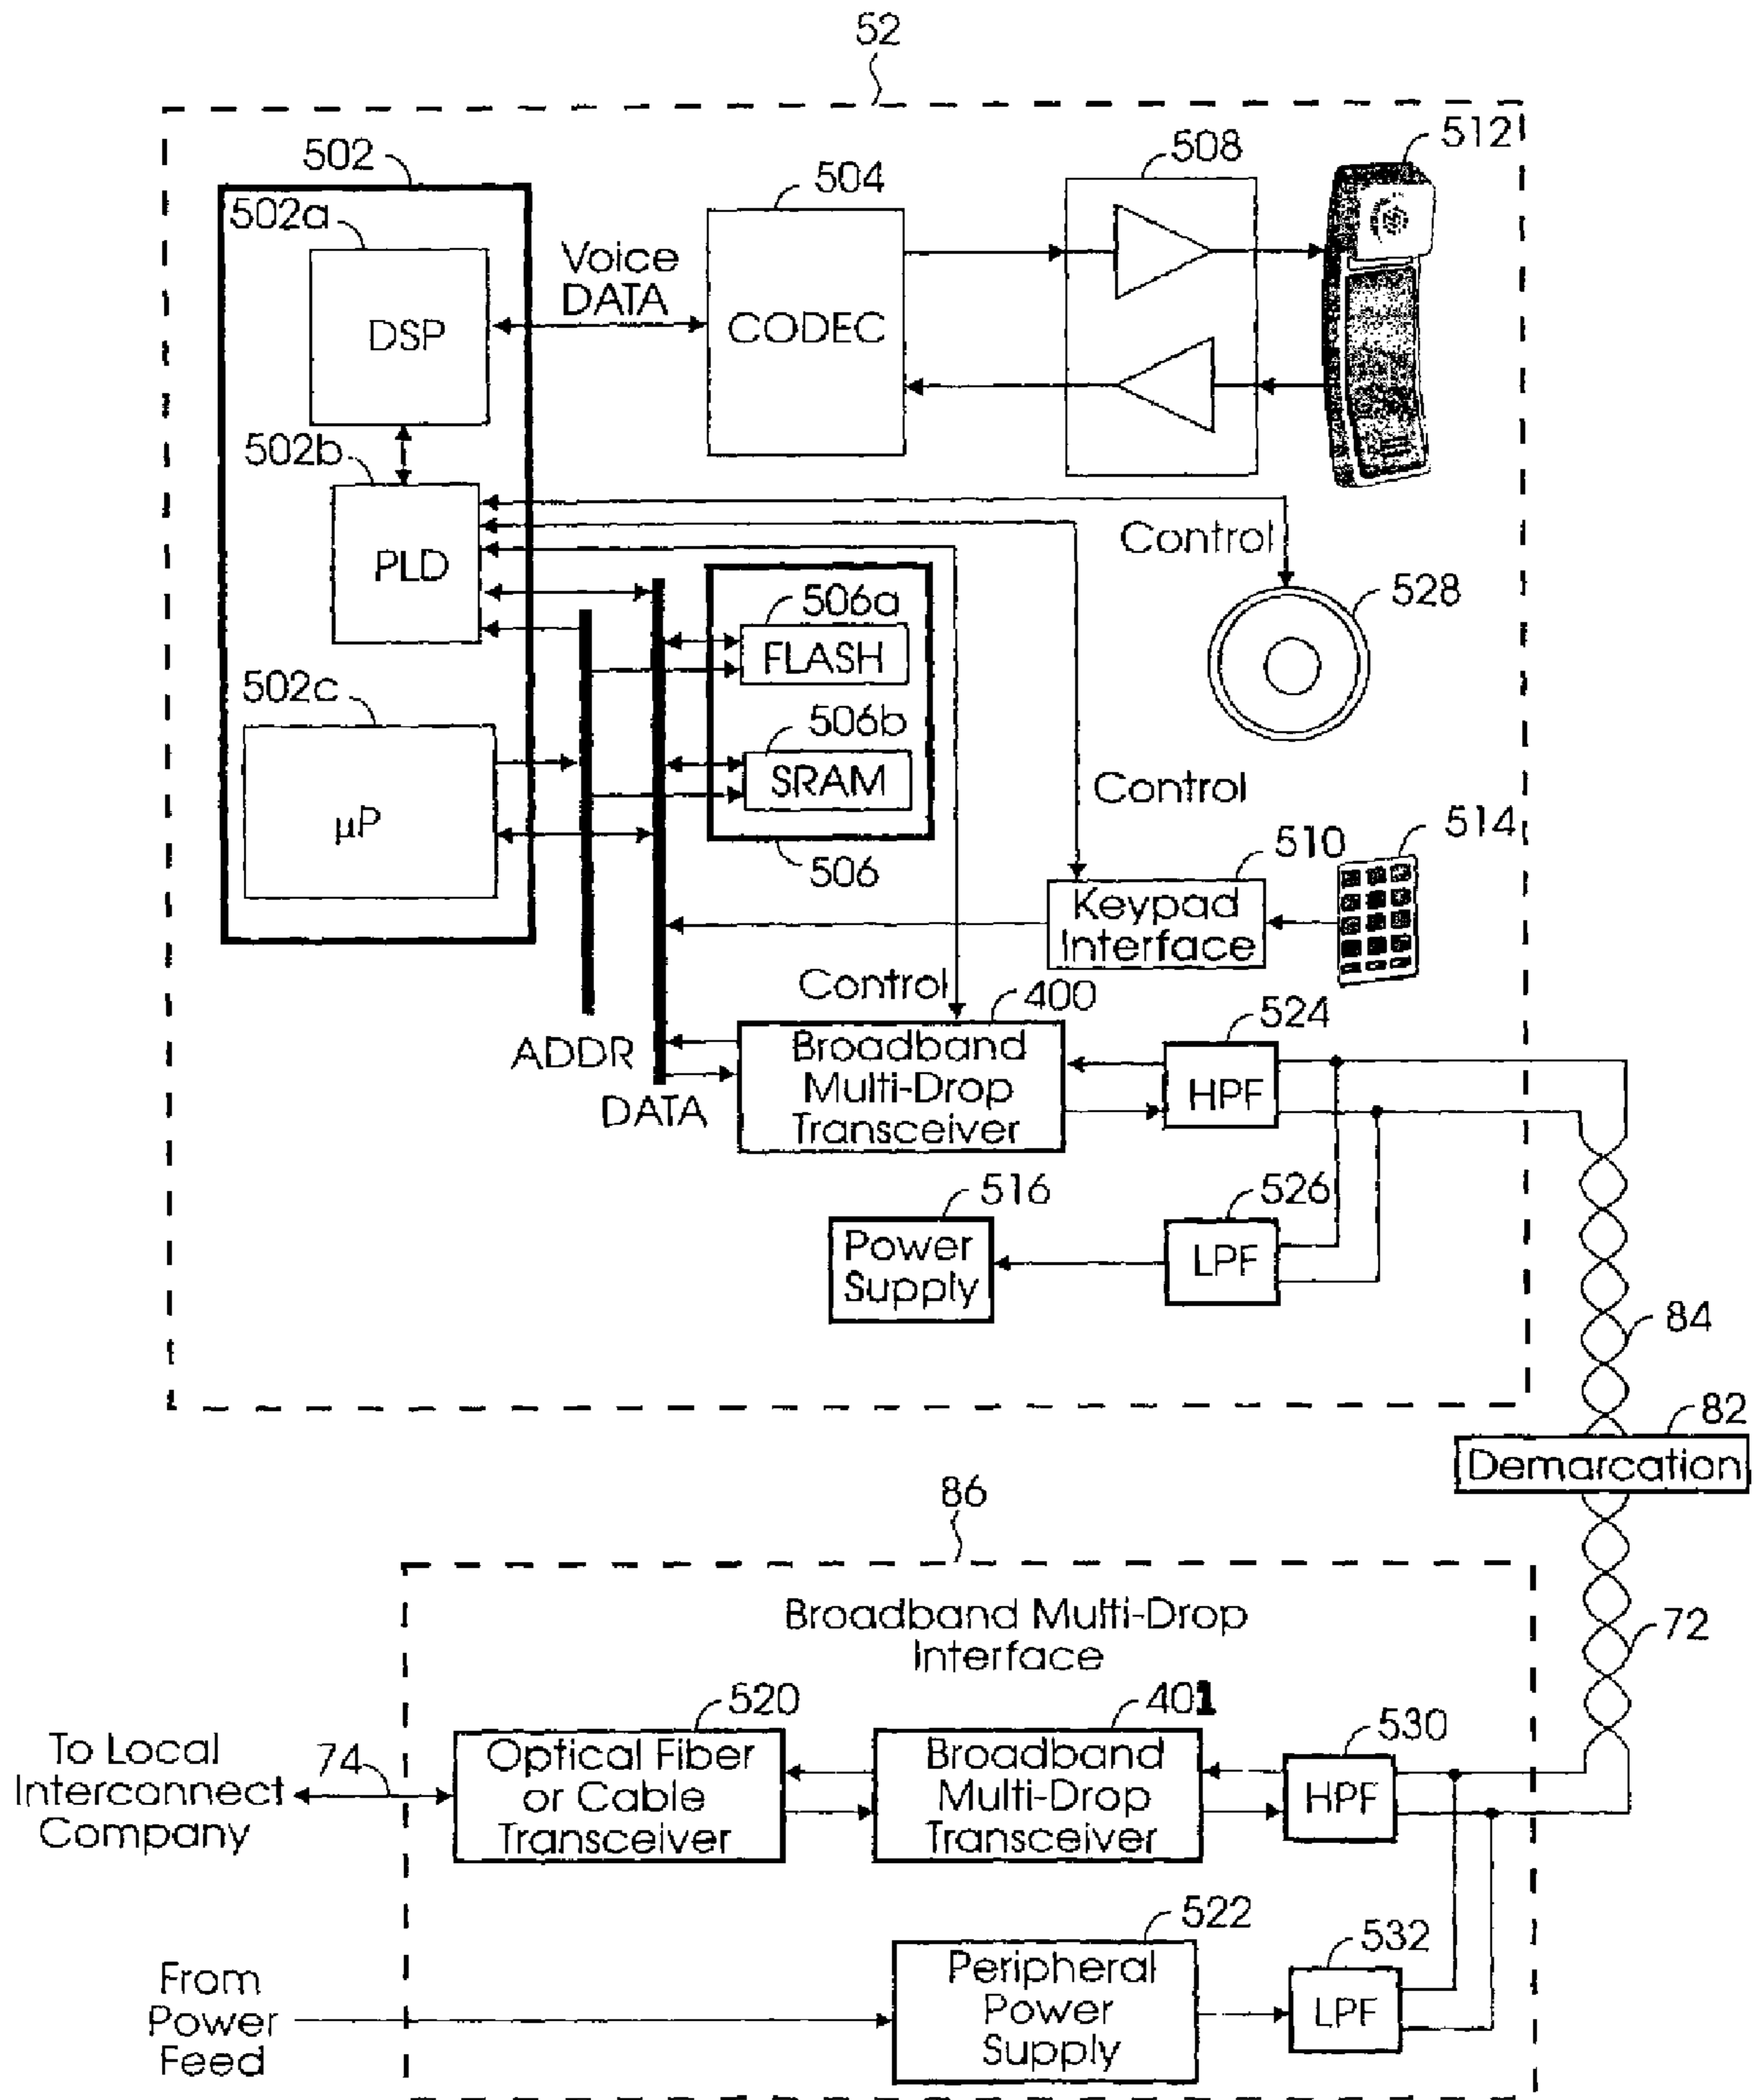 52
502
504
508
512
502a
Voice
DATA
DSP
CODEC
502b
PLD
Control
528
506a
FLASH
506b
SRAM
502c
μP
506
Control
510
514
Keypad
Interface
Control
400
ADDR
DATA
Broadband
Multi-Drop
Transceiver
524
HPF
516
Power
Supply
526
LPF
84
82
Demarcation
86
Broadband Multi-Drop
Interface
72
520
401
530
To Local
Interconnect
Company
74
Optical Fiber
or Cable
Transceiver
Broadband
Multi-Drop
Transceiver
HPF
522
532
From
Power
Feed
Peripheral
Power
Supply
LPF